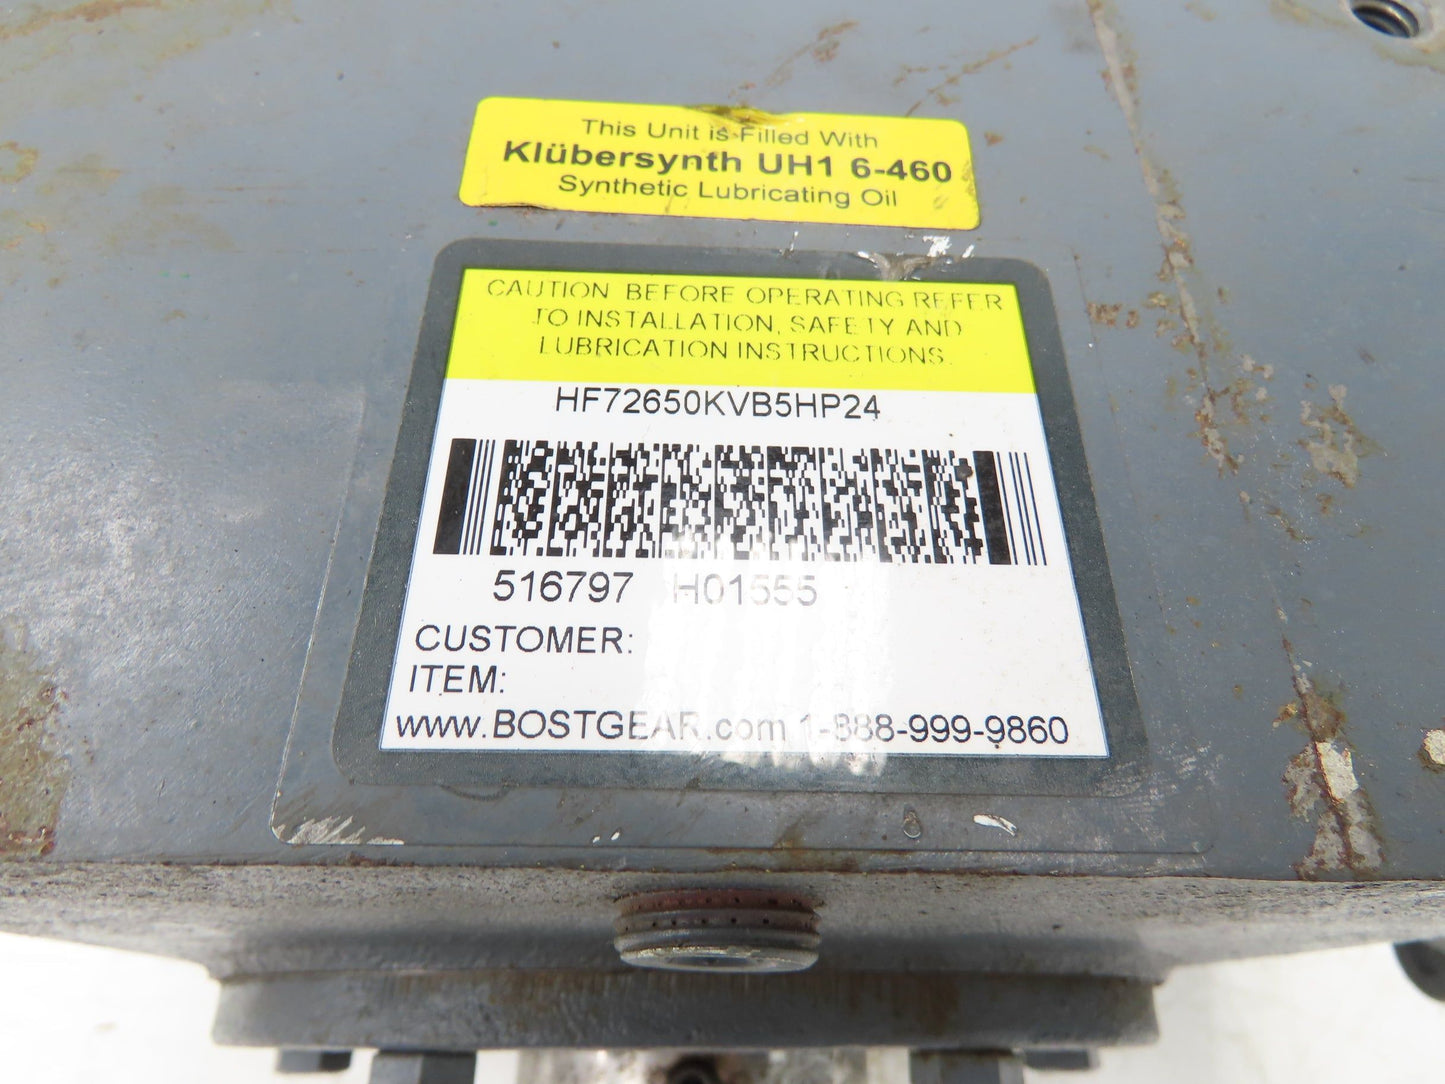 This Unit is Filled With
Klübersynth UH1 6-460
Synthetic Lubricating Oil
CAUTION BEFORE OPERATING REFER
TO INSTALLATION, SAFETY AND
LUBRICATION INSTRUCTIONS.
HF72650KVB5HP24
516797 H01555
CUSTOMER:
ITEM:
www.BOSTGEAR.com 1-888-999-9860